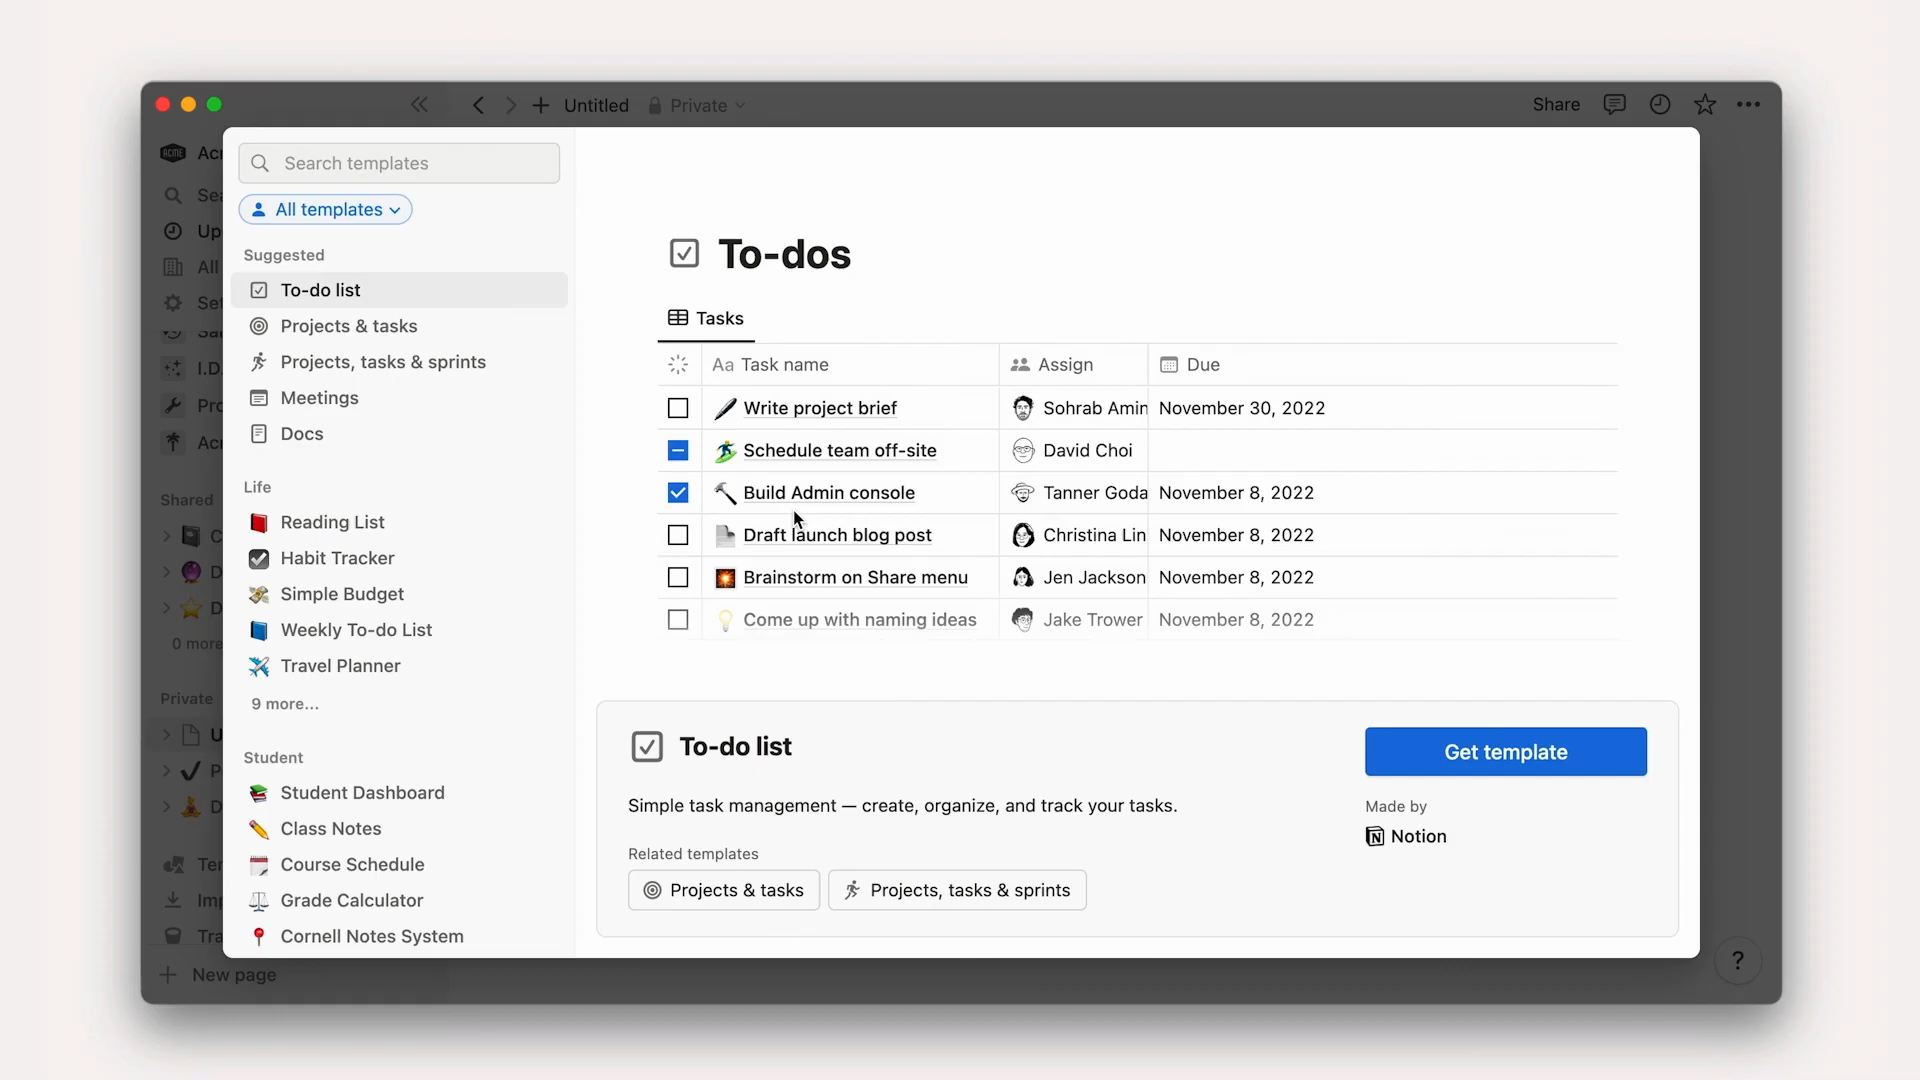 Untitled
Private
Share
ACME
Search templates
All templates
Suggested
To-do list
Projects & tasks
Projects, tasks & sprints
Meetings
Docs
Life
Reading List
Habit Tracker
Simple Budget
Weekly To-do List
Travel Planner
9 more...
Student
Student Dashboard
Class Notes
Course Schedule
Grade Calculator
Cornell Notes System
Shared
0 more
Private
New page
To-dos
Tasks
Aa Task name
Assign
Due
Write project brief
Sohrab Amin
November 30, 2022
Schedule team off-site
David Choi
Build Admin console
Tanner Goda
November 8, 2022
Draft launch blog post
Christina Lin
November 8, 2022
Brainstorm on Share menu
Jen Jackson
November 8, 2022
Come up with naming ideas
Jake Trower
November 8, 2022
To-do list
Simple task management — create, organize, and track your tasks.
Related templates
Projects & tasks
Projects, tasks & sprints
Get template
Made by
Notion
?